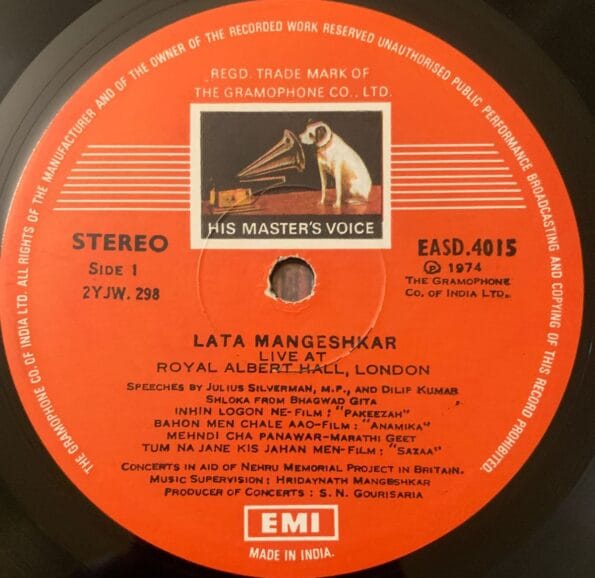 THE GRAMOPHONE CO. OF INDIA LTD. ALL RIGHTS OF THE MANUFACTURER AND OF THE OWNER OF THE RECORDED WORK RESERVED UNAUTHORISED PUBLIC PERFORMANCE BROADCASTING AND COPYING OF THIS RECORD PROHIBITED.
REGD. TRADE MARK OF
THE GRAMOPHONE CO., LTD.
HIS MASTER'S VOICE
STEREO
SIDE 1
2YJW. 298
EASD.4015
℗ 1974
THE GRAMOPHONE
CO. OF INDIA LTD.
LATA MANGESHKAR
LIVE AT
ROYAL ALBERT HALL, LONDON
SPEECHES BY JULIUS SILVERMAN, M.P., AND DILIP KUMAR
SHLOKA FROM BHAGWAD GITA
INHIN LOGON NE-FILM : "PAKEEZAH"
BAHON MEN CHALE AAO-FILM : "ANAMIKA"
MEHNDI CHA PANAWAR-MARATHI GEET
TUM NA JANE KIS JAHAN MEN-FILM : "SAZAA"
CONCERTS IN AID OF NEHRU MEMORIAL PROJECT IN BRITAIN.
MUSIC SUPERVISION : HRIDAYNATH MANGESHKAR
PRODUCER OF CONCERTS : S. N. GOURISARIA
EMI
MADE IN INDIA.